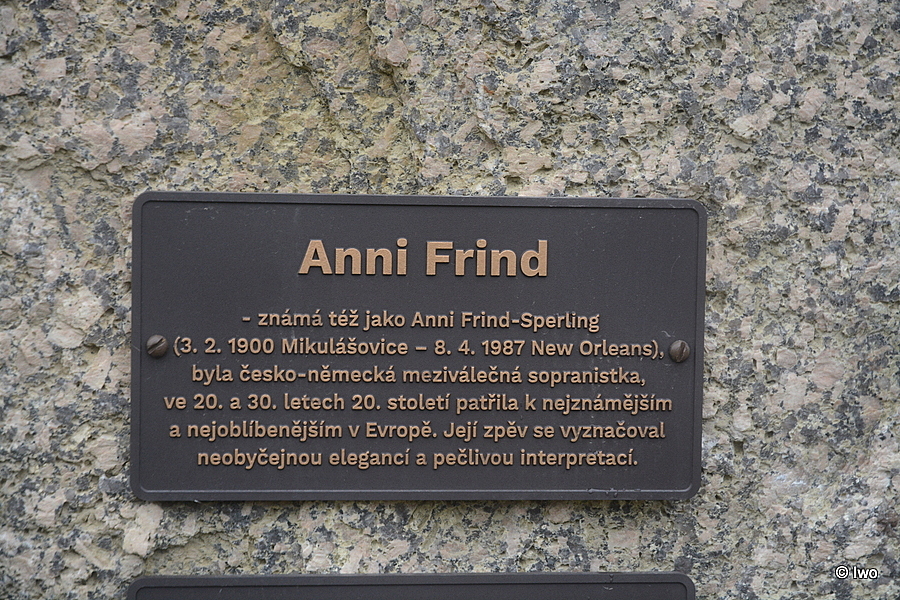 Anni Frind
- známá též jako Anni Frind-Sperling
(3. 2. 1900 Mikulášovice – 8. 4. 1987 New Orleans),
byla česko-německá meziválečná sopranistka,
ve 20. a 30. letech 20. století patřila k nejznámějším
a nejoblíbenějším v Evropě. Její zpěv se vyznačoval
neobyčejnou elegancí a pečlivou interpretací.
© Iwo